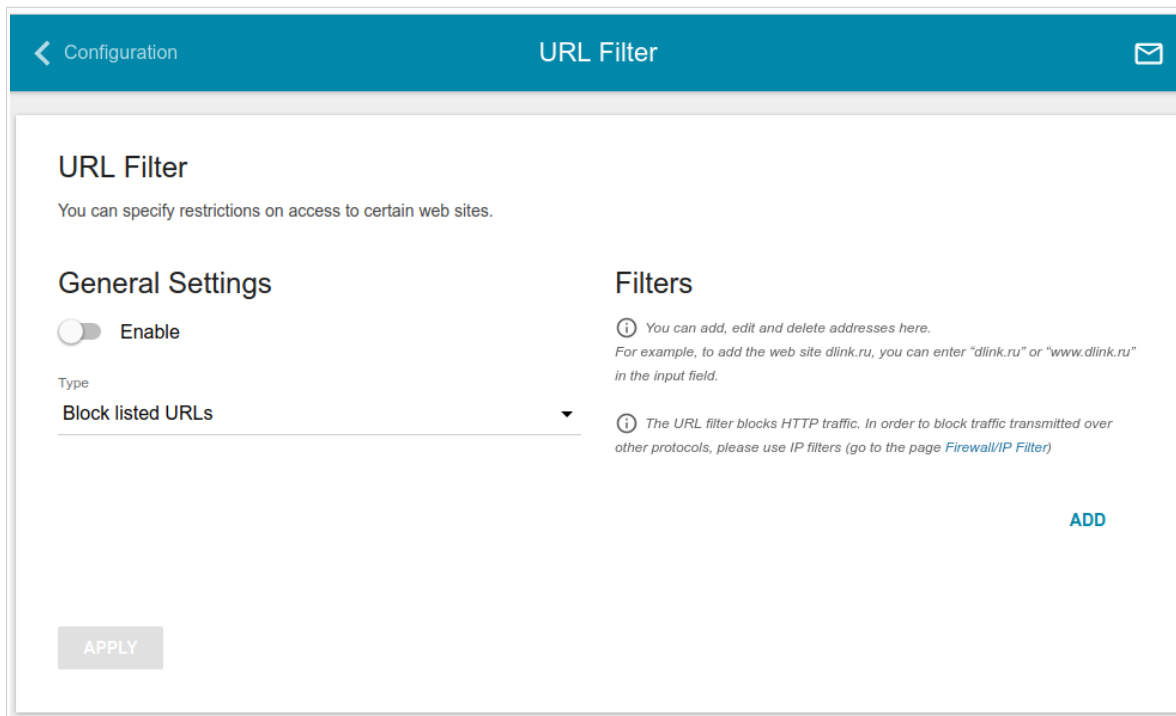 Configuration
URL Filter
URL Filter
You can specify restrictions on access to certain web sites.
General Settings
Enable
Type
Block listed URLs
Filters
You can add, edit and delete addresses here.
For example, to add the web site dlink.ru, you can enter “dlink.ru” or “www.dlink.ru”
in the input field.
The URL filter blocks HTTP traffic. In order to block traffic transmitted over
other protocols, please use IP filters (go to the page Firewall/IP Filter)
ADD
APPLY